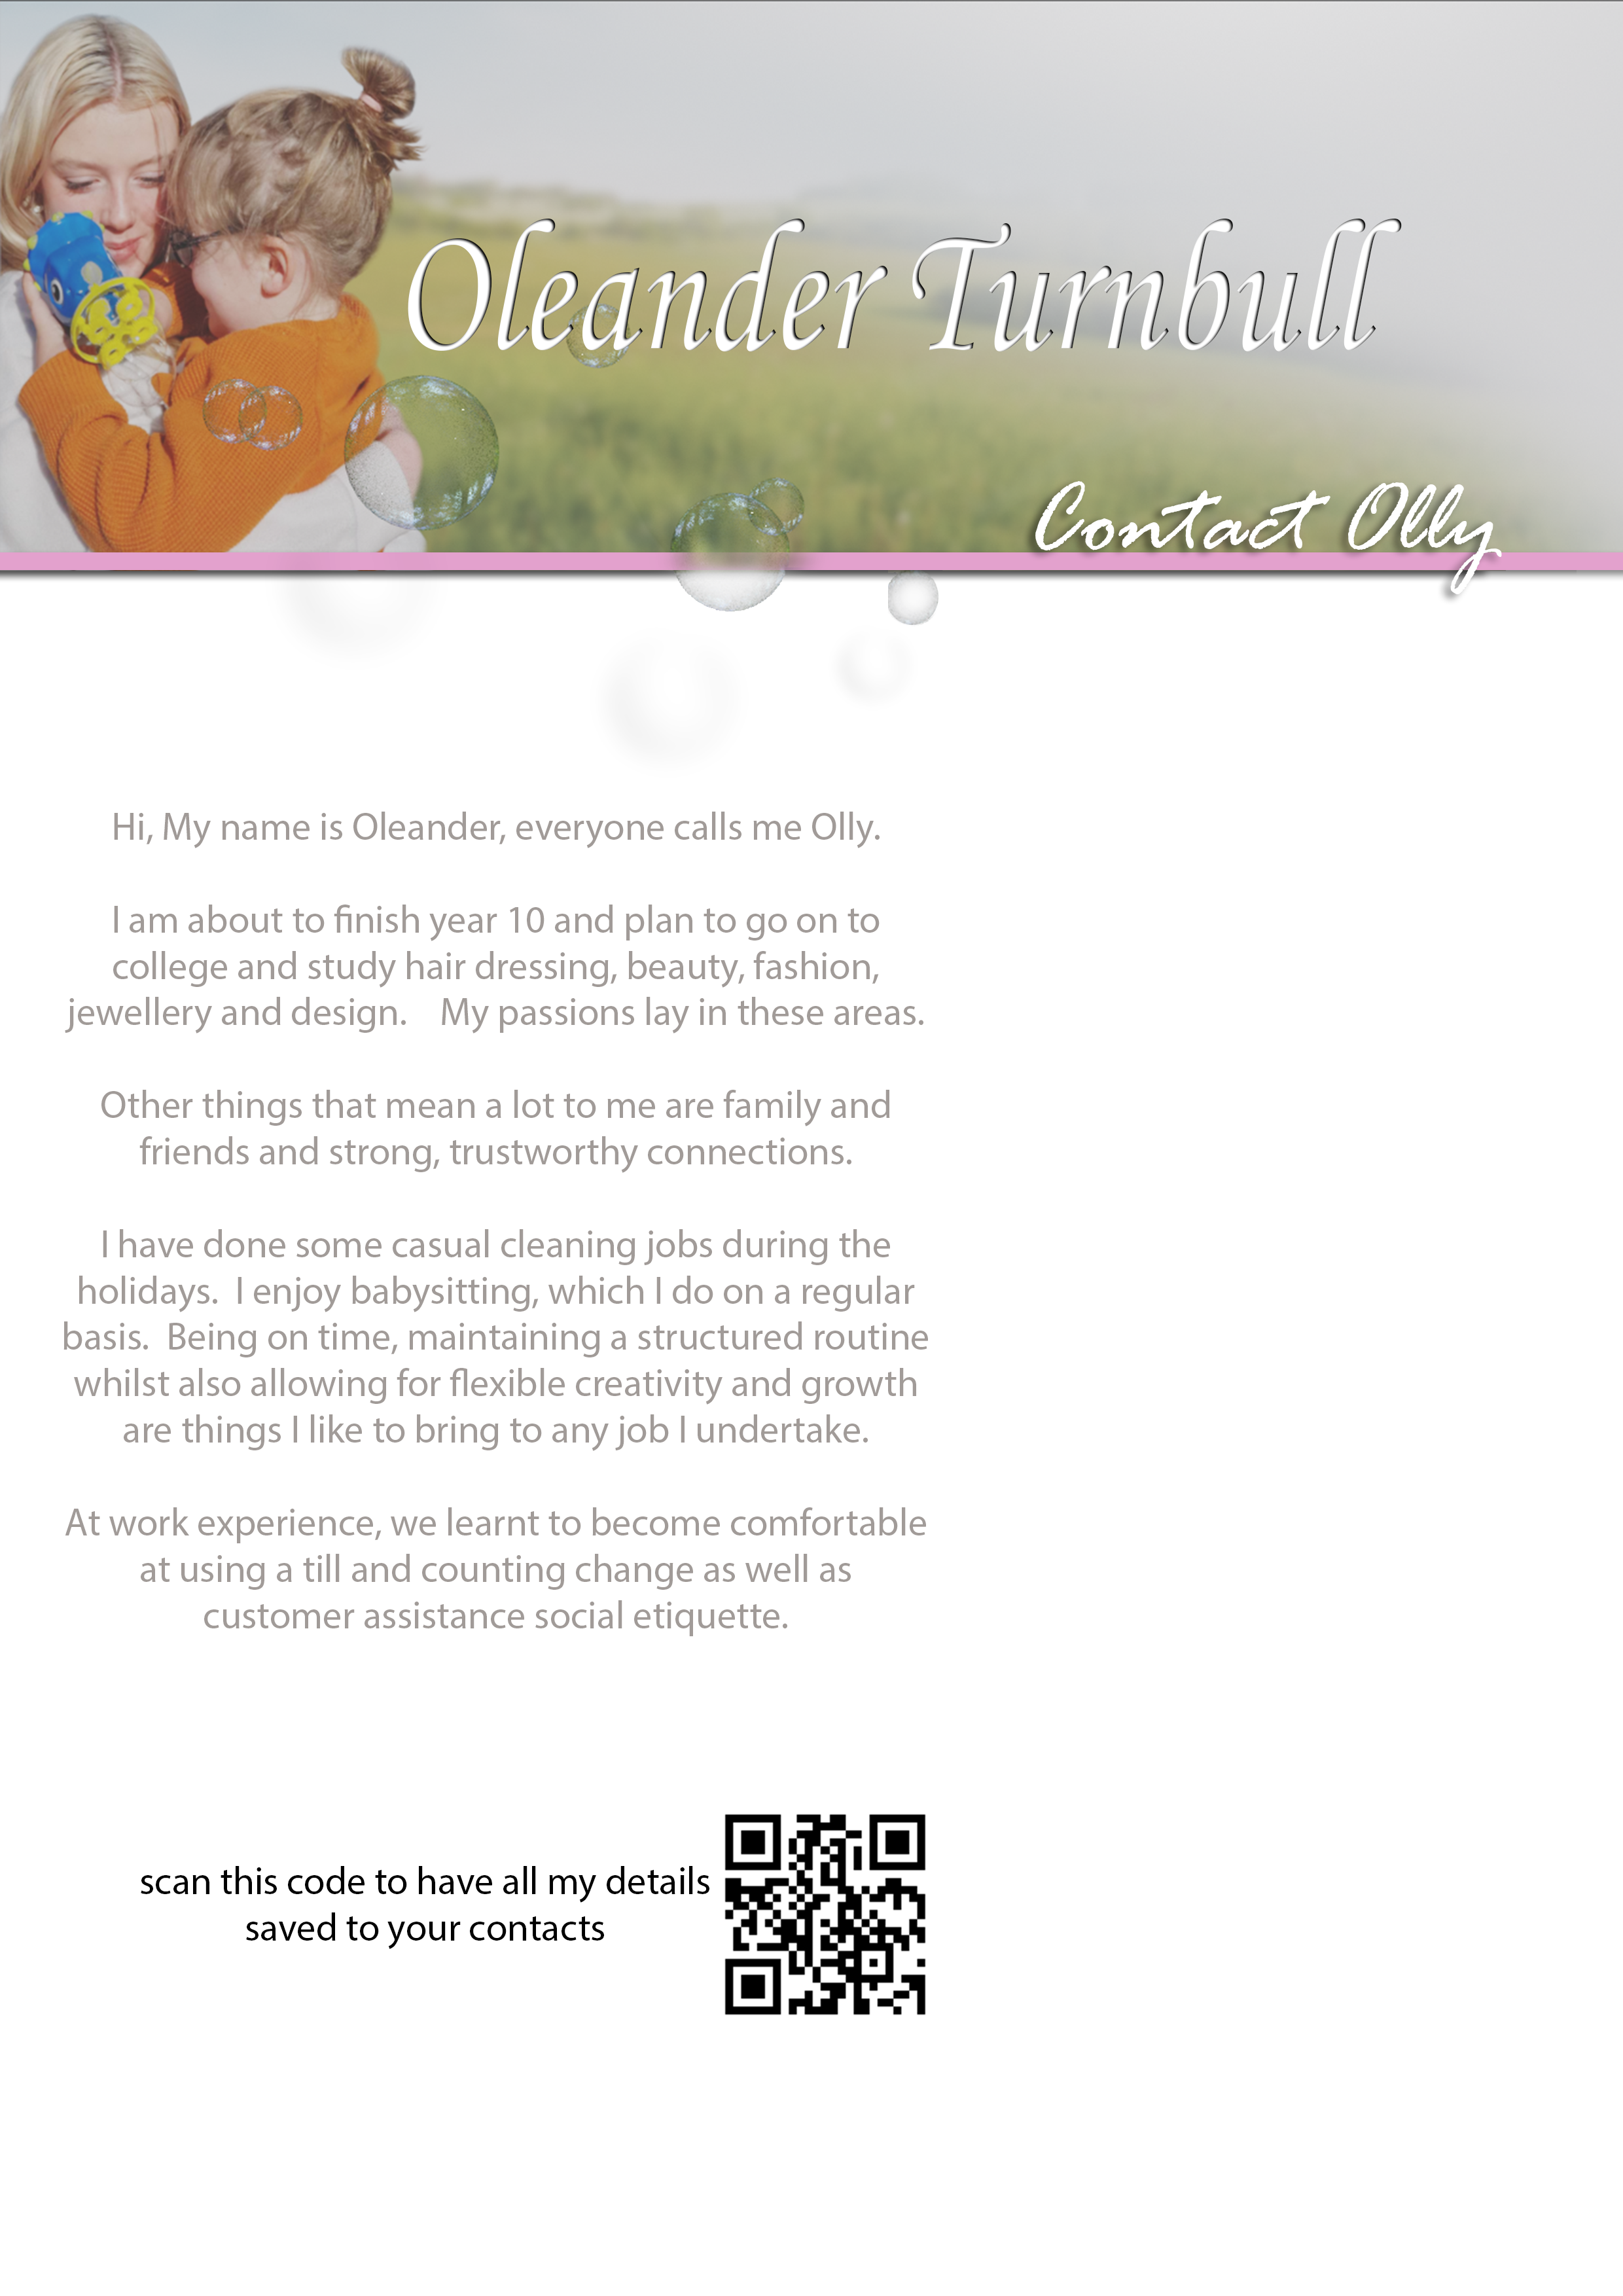 Oleander Turnbull
Contact Olly
Hi, My name is Oleander, everyone calls me Olly.
I am about to finish year 10 and plan to go on to
college and study hair dressing, beauty, fashion,
jewellery and design.    My passions lay in these areas.
Other things that mean a lot to me are family and
friends and strong, trustworthy connections.
I have done some casual cleaning jobs during the
holidays.  I enjoy babysitting, which I do on a regular
basis.  Being on time, maintaining a structured routine
whilst also allowing for flexible creativity and growth
are things I like to bring to any job I undertake.
At work experience, we learnt to become comfortable
at using a till and counting change as well as
customer assistance social etiquette.
scan this code to have all my details
saved to your contacts